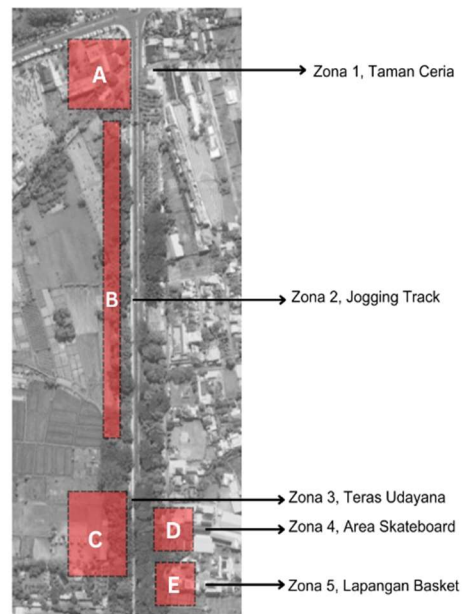 A
Zona 1, Taman Ceria
B
Zona 2, Jogging Track
Zona 3, Teras Udayana
C
D
Zona 4, Area Skateboard
E
Zona 5, Lapangan Basket